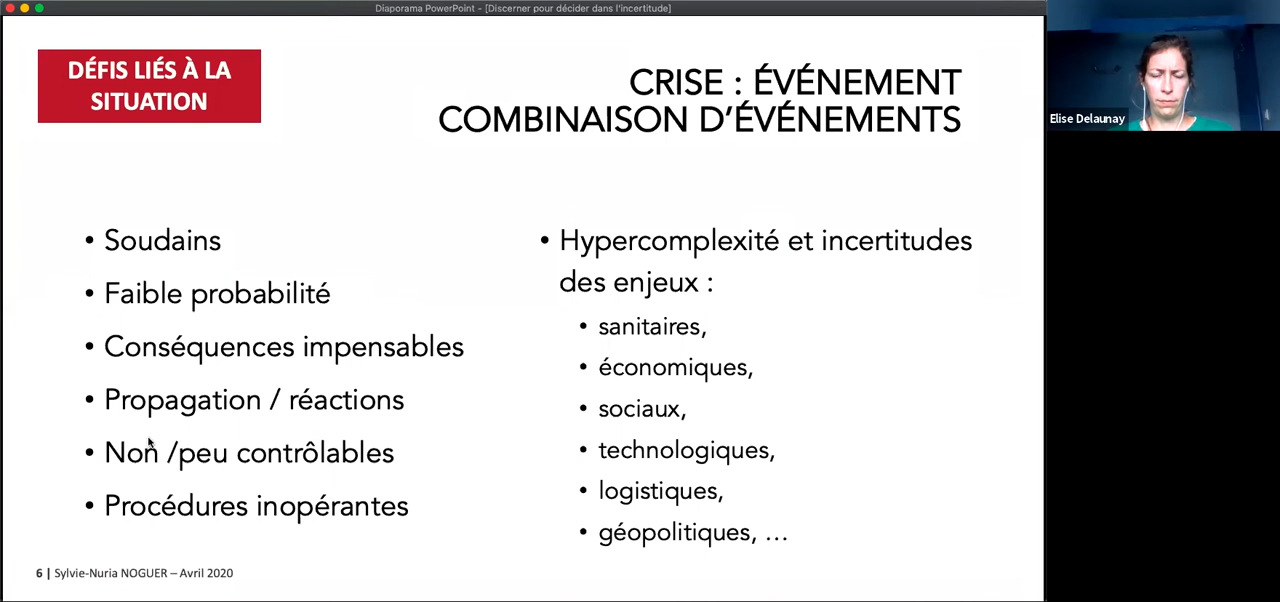 Diaporama PowerPoint - [Discerner pour décider dans l'incertitude]
DÉFIS LIÉS À LA
SITUATION
CRISE : ÉVÉNEMENT
COMBINAISON D’ÉVÉNEMENTS
• Soudains
• Faible probabilité
• Conséquences impensables
• Propagation / réactions
• Non /peu contrôlables
• Procédures inopérantes
• Hypercomplexité et incertitudes
des enjeux :
• sanitaires,
• économiques,
• sociaux,
• technologiques,
• logistiques,
• géopolitiques, …
6 | Sylvie-Nuria NOGUER – Avril 2020
Elise Delaunay